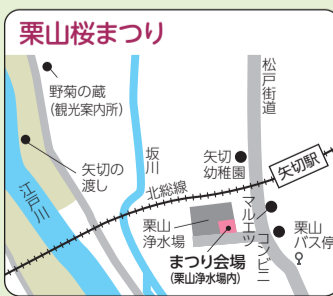 栗山桜まつり
野菊の蔵
(観光案内所)
松戸街道
矢切の
渡し
坂川
矢切
幼稚園
矢切駅
江戸川
北総線
栗山
浄水場
マルエツ
コンビニ
栗山
バス停
まつり会場
(栗山浄水場内)